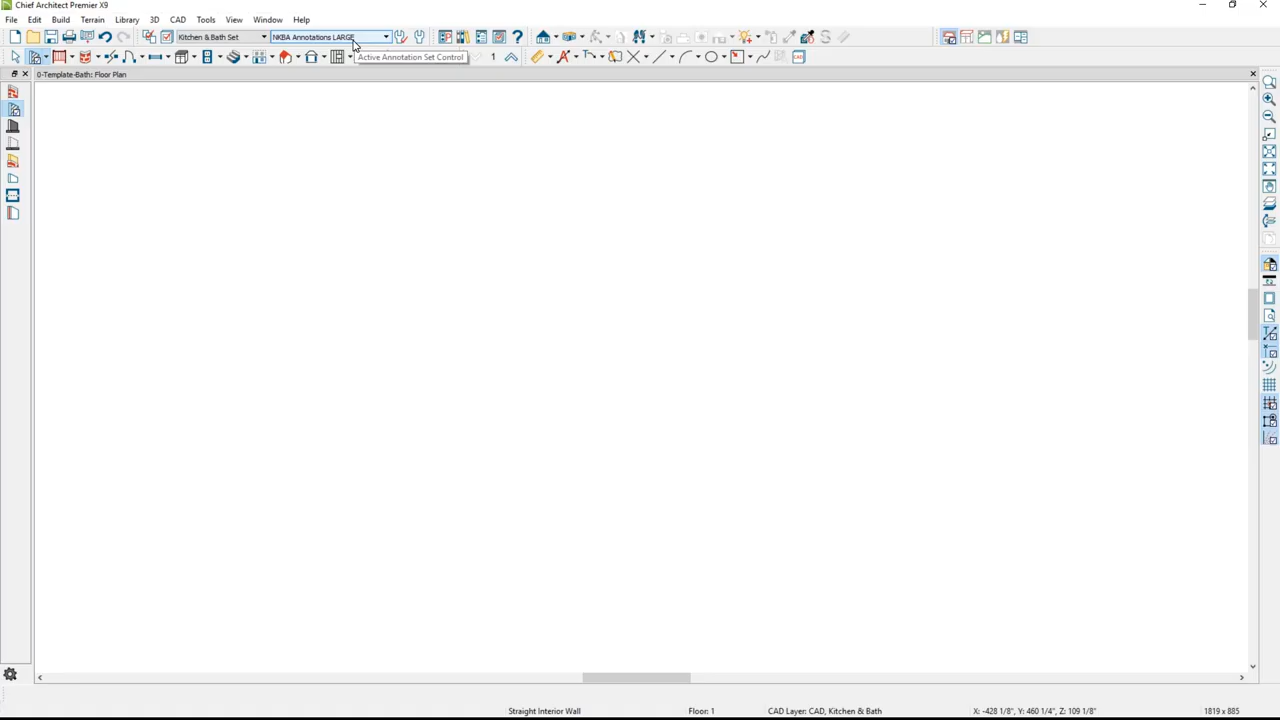 Chief Architect Premier X9
File Edit Build Terrain Library 3D CAD Tools View Window Help
Kitchen & Bath Set NKBA Annotations LARGE
Active Annotation Set Control 1
0-Template-Bath: Floor Plan
Straight Interior Wall Floor: 1 CAD Layer: CAD, Kitchen & Bath X: -428 1/8", Y: 460 1/4", Z: 109 1/8" 1819 x 885